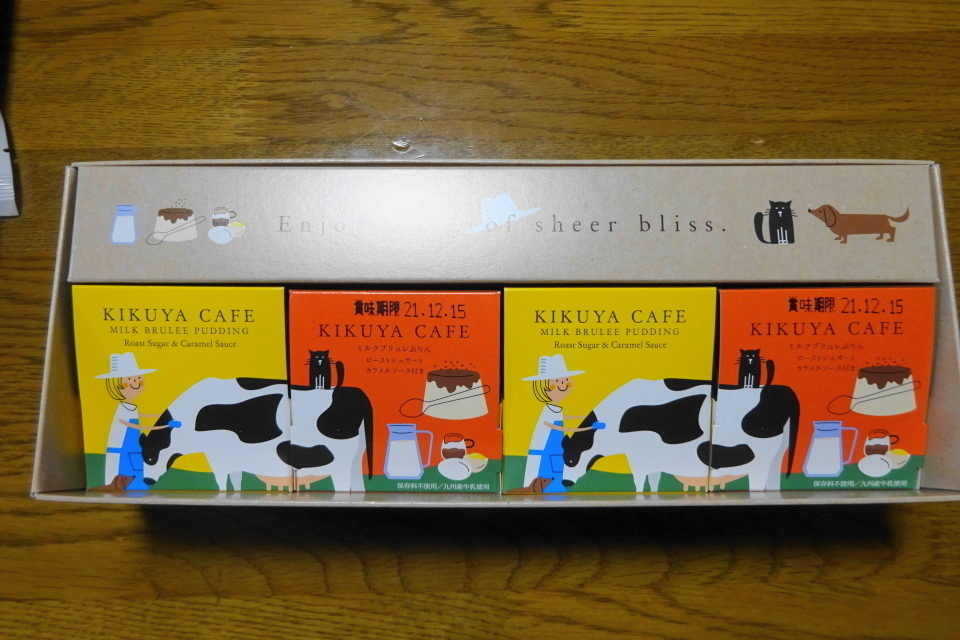 Enjoy of sheer bliss.
KIKUYA CAFE
MILK BRULEE PUDDING
Roast Sugar & Caramel Sauce
賞味期限 21.12.15
KIKUYA CAFE
ミルクブリュレぷりん
ローストシュガーと
カラメルソース付き
保存料不使用/九州産牛乳使用
KIKUYA CAFE
MILK BRULEE PUDDING
Roast Sugar & Caramel Sauce
賞味期限 21.12.15
KIKUYA CAFE
ミルクブリュレぷりん
ローストシュガーと
カラメルソース付き
保存料不使用/九州産牛乳使用